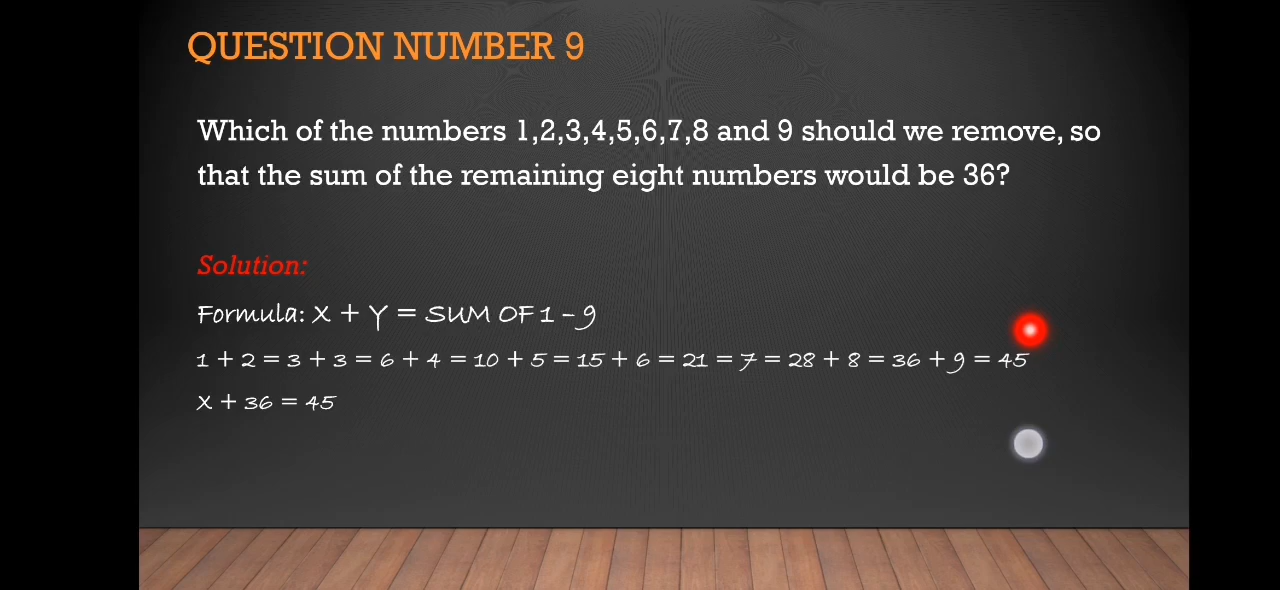 QUESTION NUMBER 9
Which of the numbers 1,2,3,4,5,6,7,8 and 9 should we remove, so
that the sum of the remaining eight numbers would be 36?
Solution:
Formula: X + Y = SUM OF 1 – 9
1 + 2 = 3 + 3 = 6 + 4 = 10 + 5 = 15 + 6 = 21 = 7 = 28 + 8 = 36 + 9 = 45
X + 36 = 45